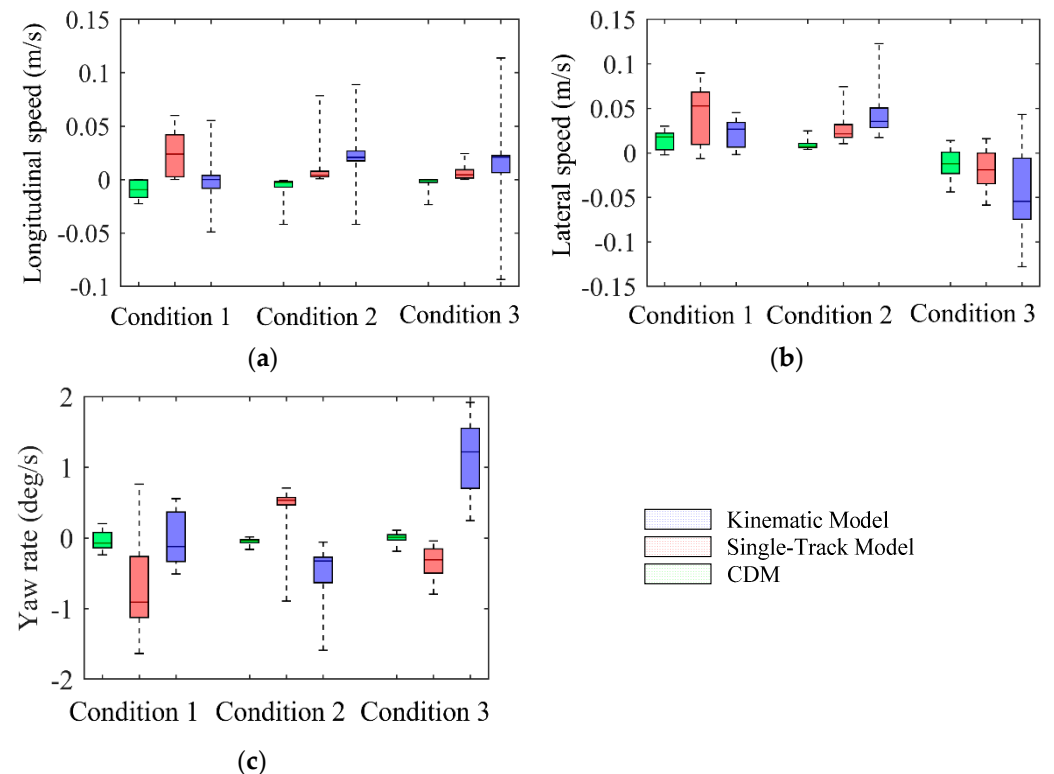 Longitudinal speed (m/s)
0.15
0.1
0.05
0
-0.05
-0.1
Condition 1 Condition 2 Condition 3
(a)
Lateral speed (m/s)
0.15
0.1
0.05
0
-0.05
-0.1
-0.15
Condition 1 Condition 2 Condition 3
(b)
Yaw rate (deg/s)
2
1
0
-1
-2
Condition 1 Condition 2 Condition 3
(c)
Kinematic Model
Single-Track Model
CDM